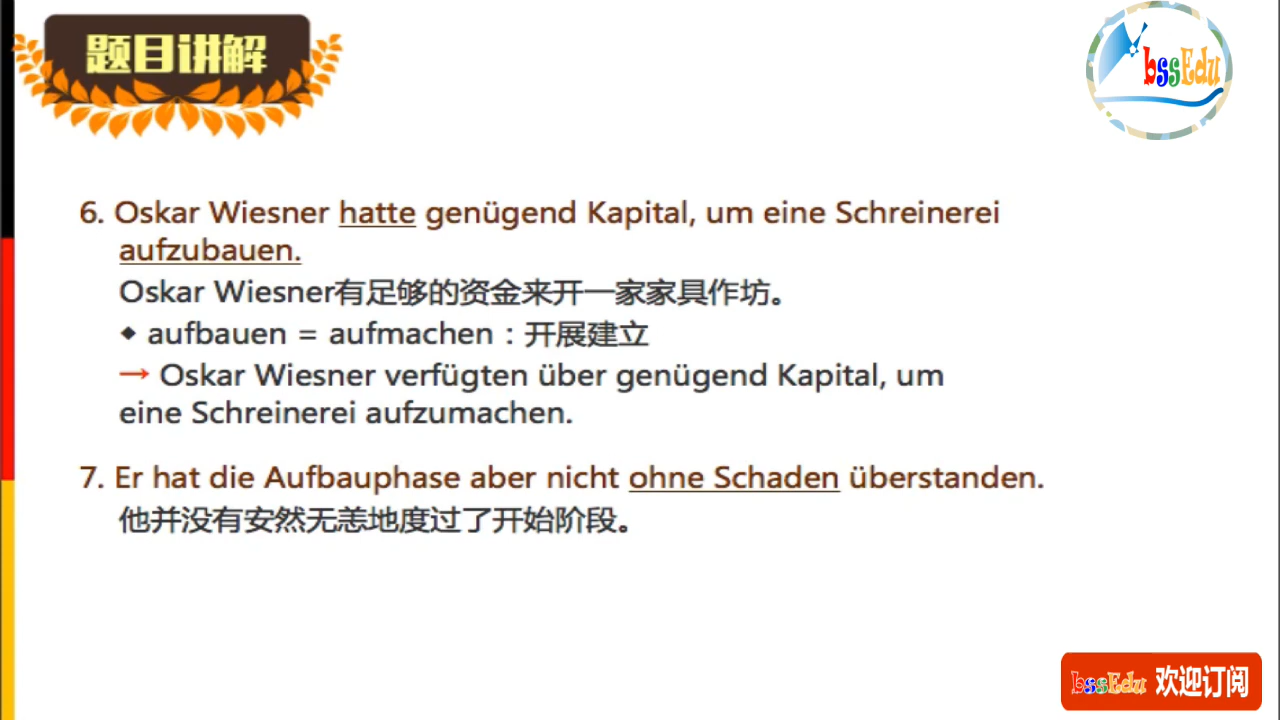 题目讲解
bssEdu
6. Oskar Wiesner hatte genügend Kapital, um eine Schreinerei
aufzubauen.
Oskar Wiesner有足够的资金来开一家家具作坊。
◆ aufbauen = aufmachen：开展建立
→ Oskar Wiesner verfügten über genügend Kapital, um
eine Schreinerei aufzumachen.
7. Er hat die Aufbauphase aber nicht ohne Schaden überstanden.
他并没有安然无恙地度过了开始阶段。
bssEdu 欢迎订阅